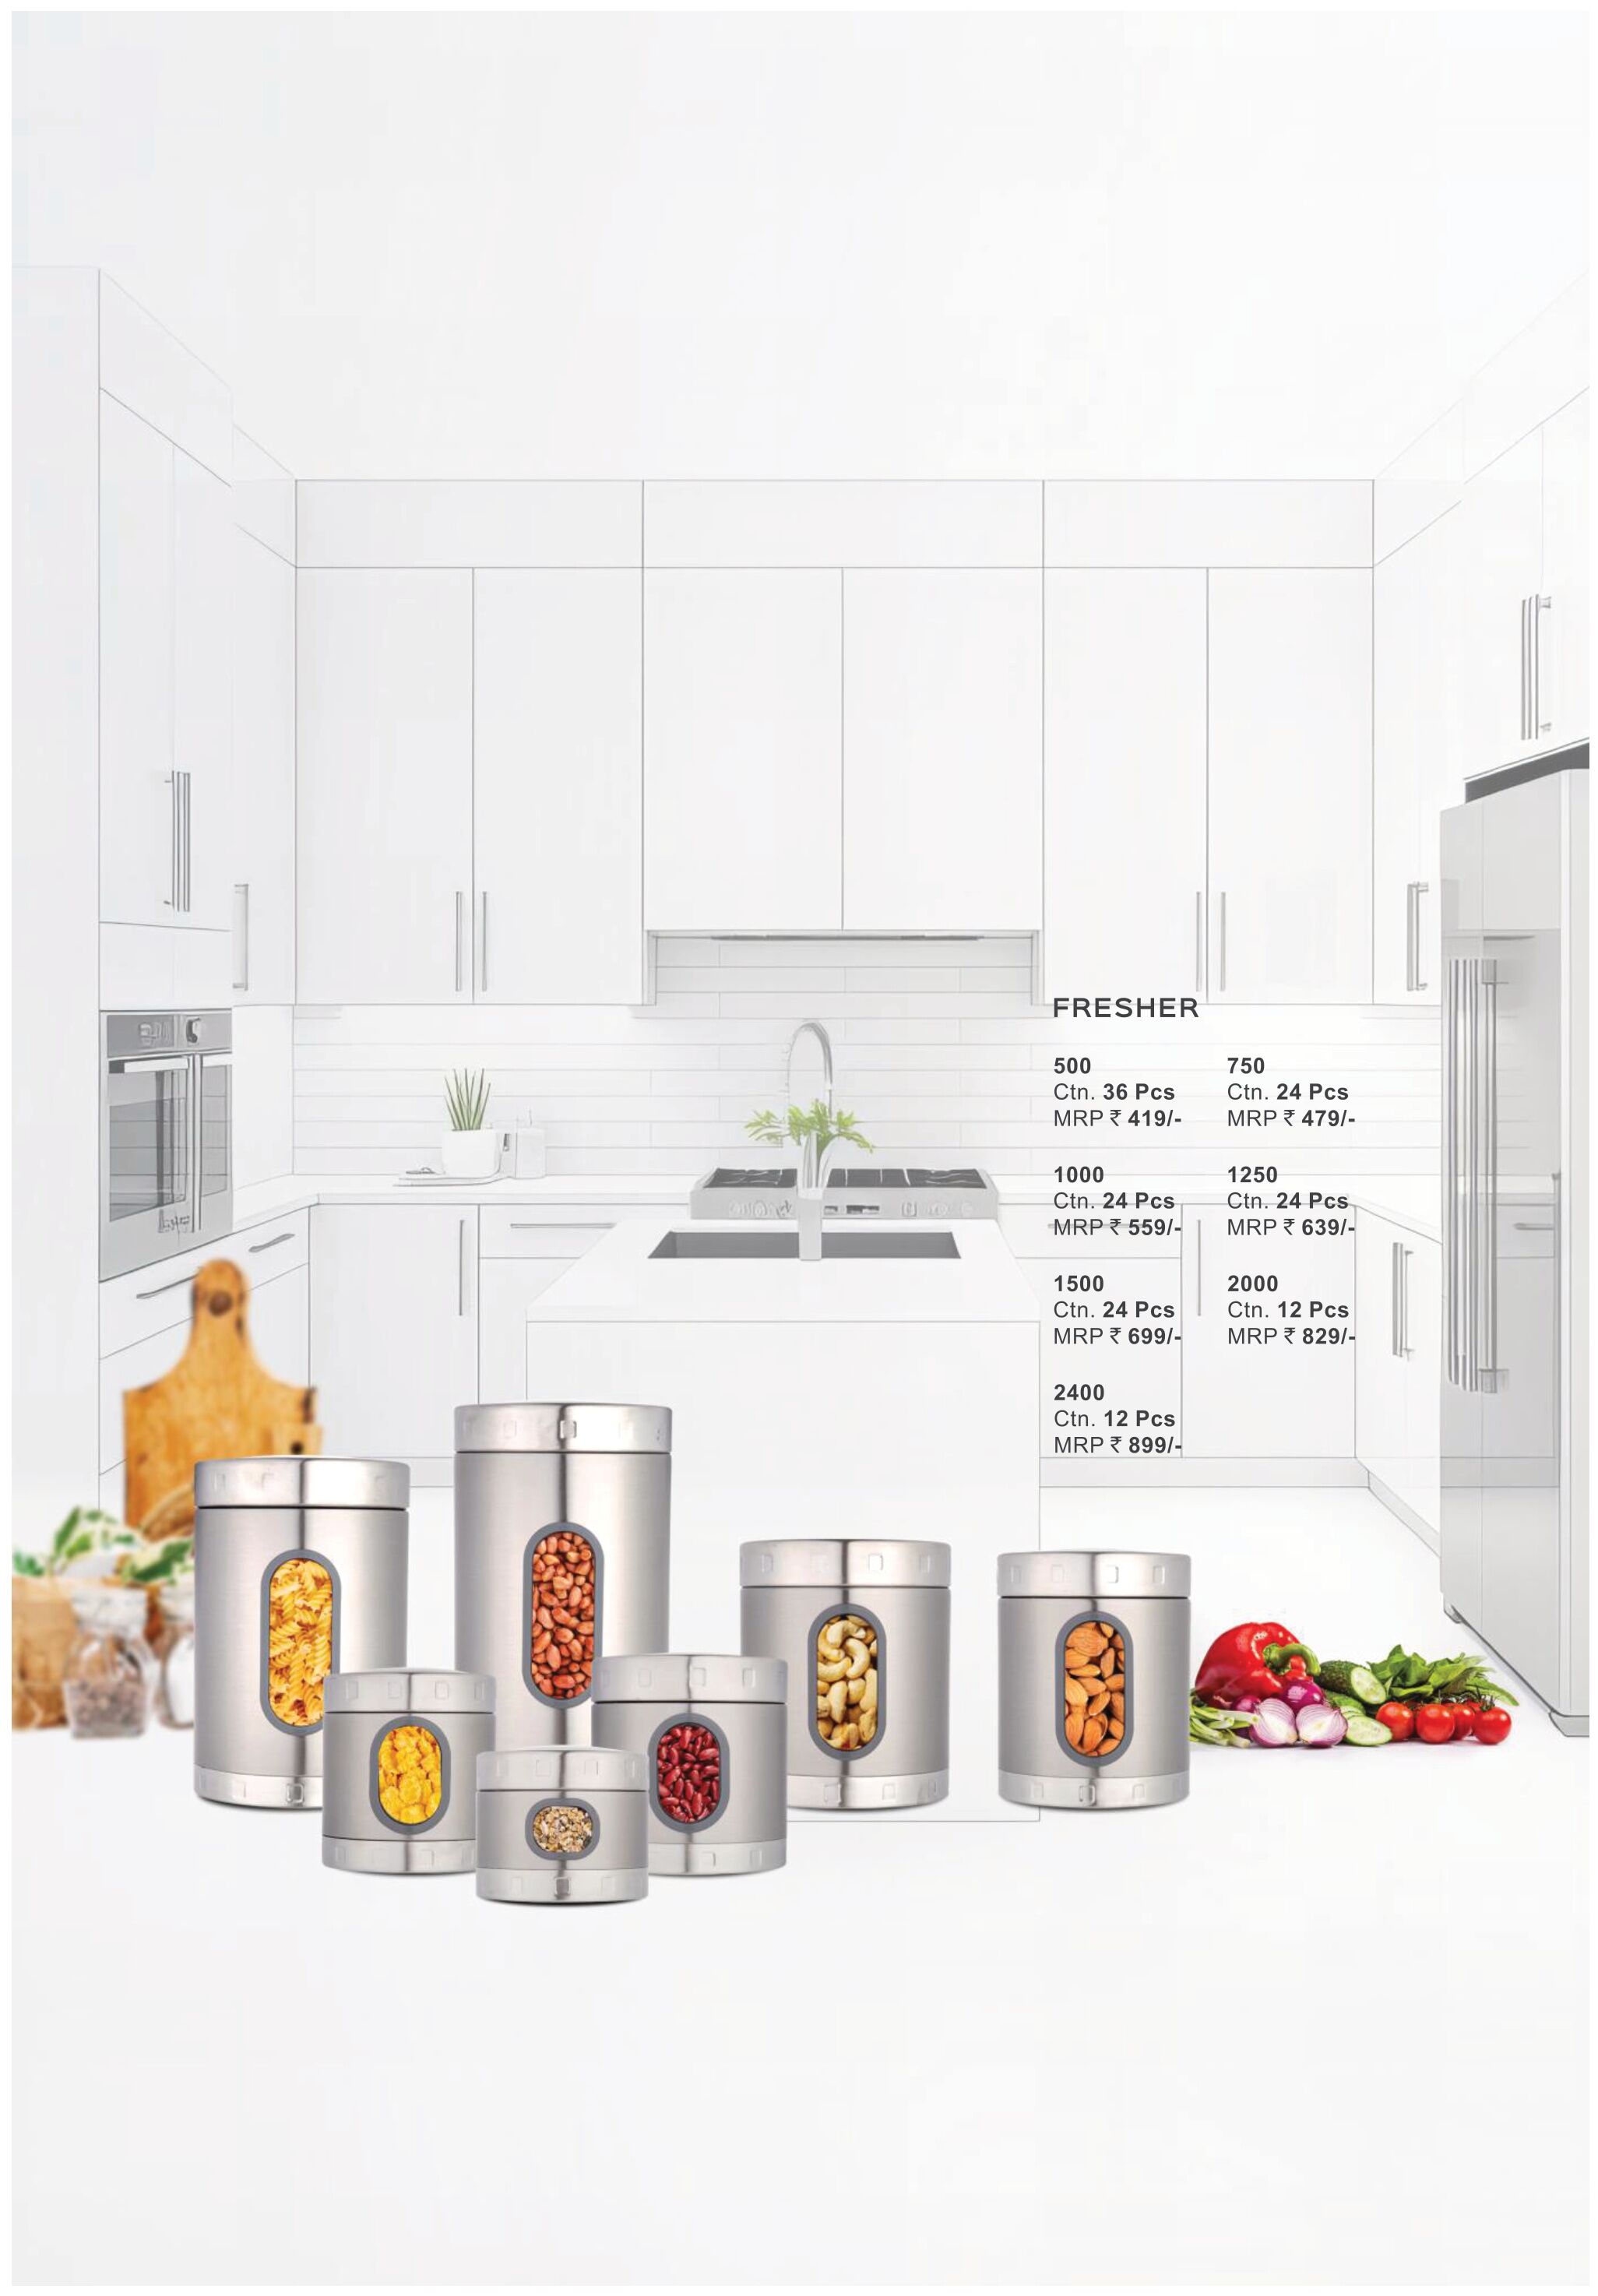 FRESHER
500
Ctn. 36 Pcs
MRP ₹ 419/-
750
Ctn. 24 Pcs
MRP ₹ 479/-
1000
Ctn. 24 Pcs
MRP ₹ 559/-
1250
Ctn. 24 Pcs
MRP ₹ 639/-
1500
Ctn. 24 Pcs
MRP ₹ 699/-
2000
Ctn. 12 Pcs
MRP ₹ 829/-
2400
Ctn. 12 Pcs
MRP ₹ 899/-